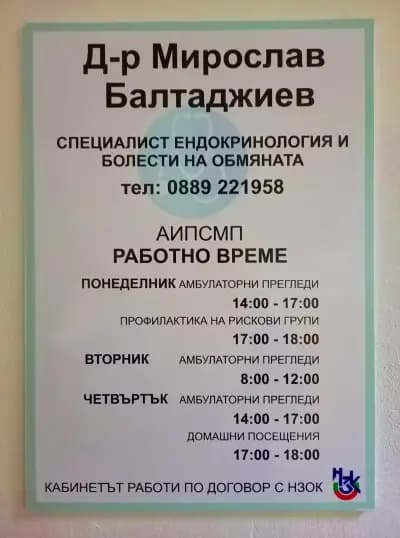 Д-р Мирослав
Балтаджиев
СПЕЦИАЛИСТ ЕНДОКРИНОЛОГИЯ И
БОЛЕСТИ НА ОБМЯНАТА
тел: 0889 221958
АИПСМП
РАБОТНО ВРЕМЕ
ПОНЕДЕЛНИК АМБУЛАТОРНИ ПРЕГЛЕДИ
14:00 - 17:00
ПРОФИЛАКТИКА НА РИСКОВИ ГРУПИ
17:00 - 18:00
ВТОРНИК АМБУЛАТОРНИ ПРЕГЛЕДИ
8:00 - 12:00
ЧЕТВЪРТЪК АМБУЛАТОРНИ ПРЕГЛЕДИ
14:00 - 17:00
ДОМАШНИ ПОСЕЩЕНИЯ
17:00 - 18:00
КАБИНЕТЪТ РАБОТИ ПО ДОГОВОР С НЗОК